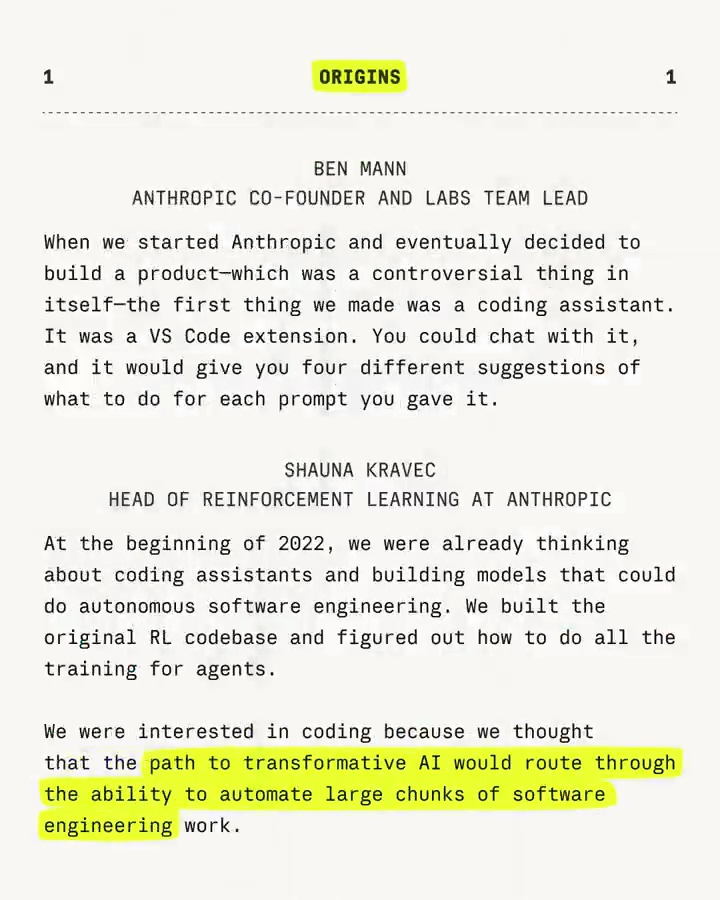 1 ORIGINS 1
BEN MANN
ANTHROPIC CO-FOUNDER AND LABS TEAM LEAD
When we started Anthropic and eventually decided to
build a product—which was a controversial thing in
itself—the first thing we made was a coding assistant.
It was a VS Code extension. You could chat with it,
and it would give you four different suggestions of
what to do for each prompt you gave it.
SHAUNA KRAVEC
HEAD OF REINFORCEMENT LEARNING AT ANTHROPIC
At the beginning of 2022, we were already thinking
about coding assistants and building models that could
do autonomous software engineering. We built the
original RL codebase and figured out how to do all the
training for agents.
We were interested in coding because we thought
that the path to transformative AI would route through
the ability to automate large chunks of software
engineering work.